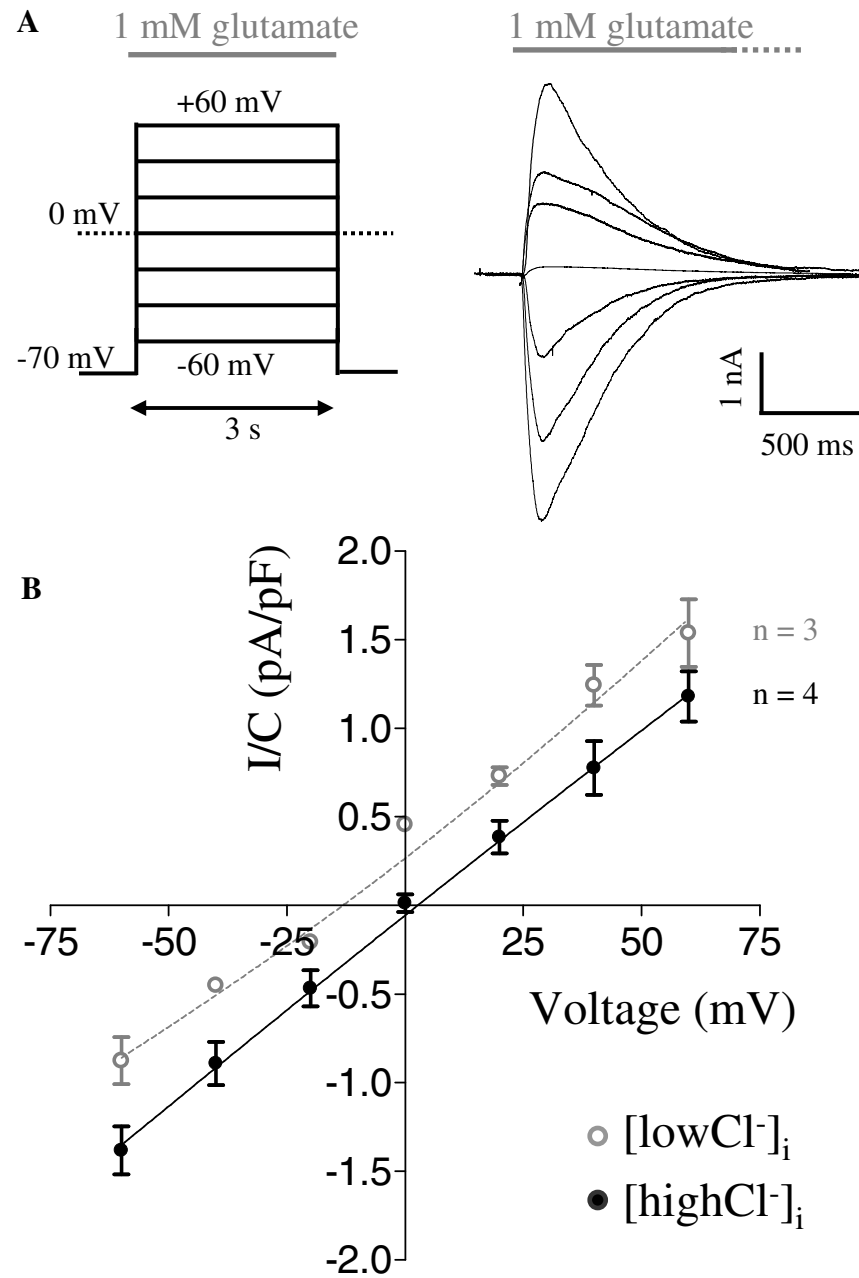 A
1 mM glutamate
1 mM glutamate
+60 mV
0 mV
-70 mV
-60 mV
3 s
1 nA
500 ms
B
I/C (pA/pF)
2.0
1.5
1.0
0.5
-0.5
-1.0
-1.5
-2.0
-75 -50 -25 25 50 75
Voltage (mV)
n = 3
n = 4
[lowCl⁻]ᵢ
[highCl⁻]ᵢ